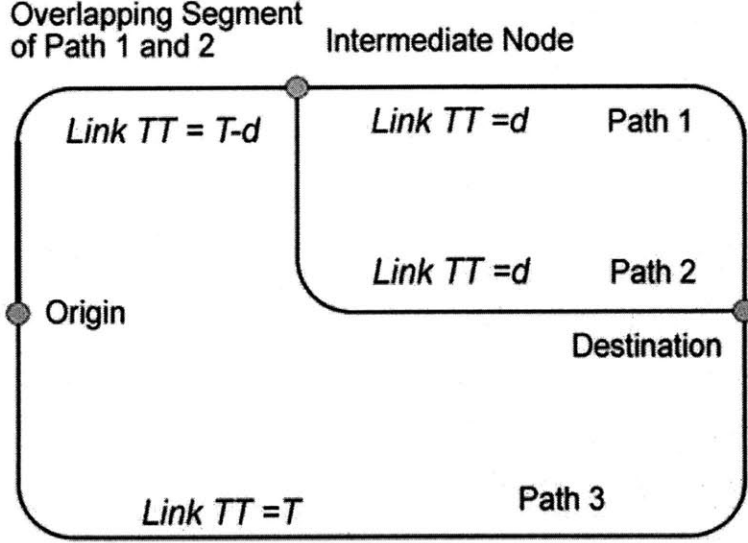 Overlapping Segment
of Path 1 and 2
Intermediate Node
Link TT = T-d
Link TT =d
Path 1
Link TT =d
Path 2
Origin
Destination
Link TT =T
Path 3